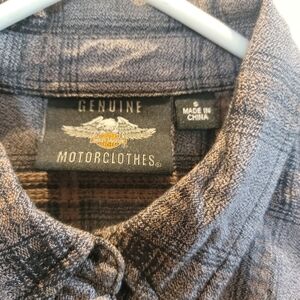 GENUINE
MOTORCLOTHES®
S
MADE IN
CHINA